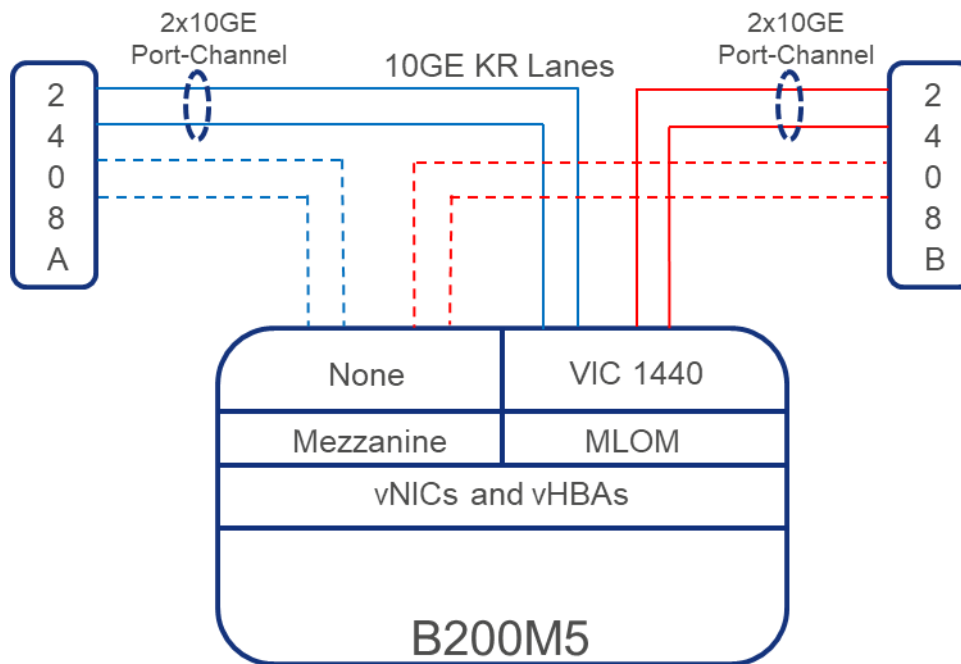 2x10GE
Port-Channel
10GE KR Lanes
2x10GE
Port-Channel
2
4
0
8
A
2
4
0
8
B
None
VIC 1440
Mezzanine
MLOM
vNICs and vHBAs
B200M5